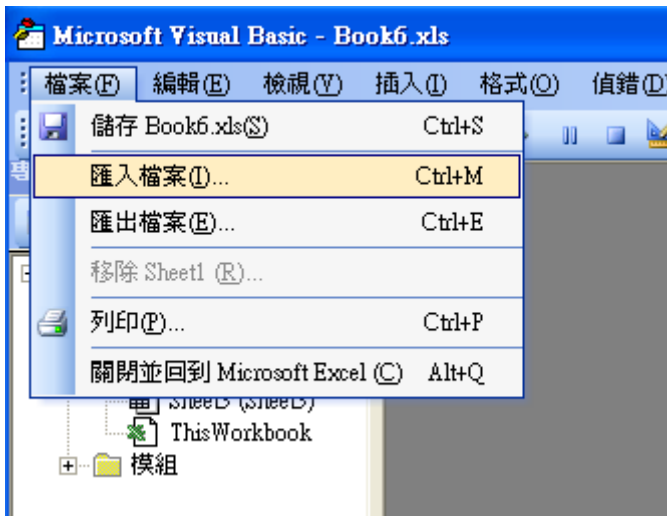 Microsoft Visual Basic - Book6.xls
檔案(F) 編輯(E) 檢視(V) 插入(I) 格式(O) 偵錯(D)
儲存 Book6.xls(S) Ctrl+S
匯入檔案(I)... Ctrl+M
匯出檔案(E)... Ctrl+E
移除 Sheet1 (R)...
列印(P)... Ctrl+P
關閉並回到 Microsoft Excel (C) Alt+Q
Sheet3 (Sheet3)
ThisWorkbook
模組